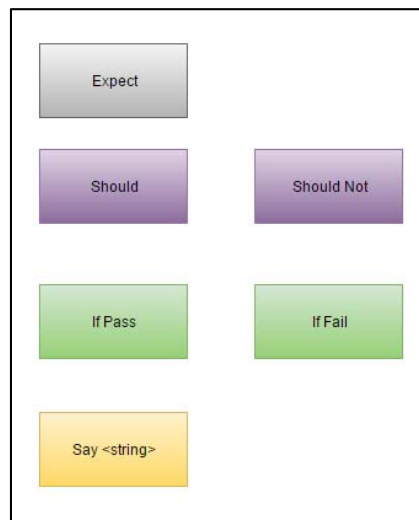 Expect
Should
Should Not
If Pass
If Fail
Say <string>